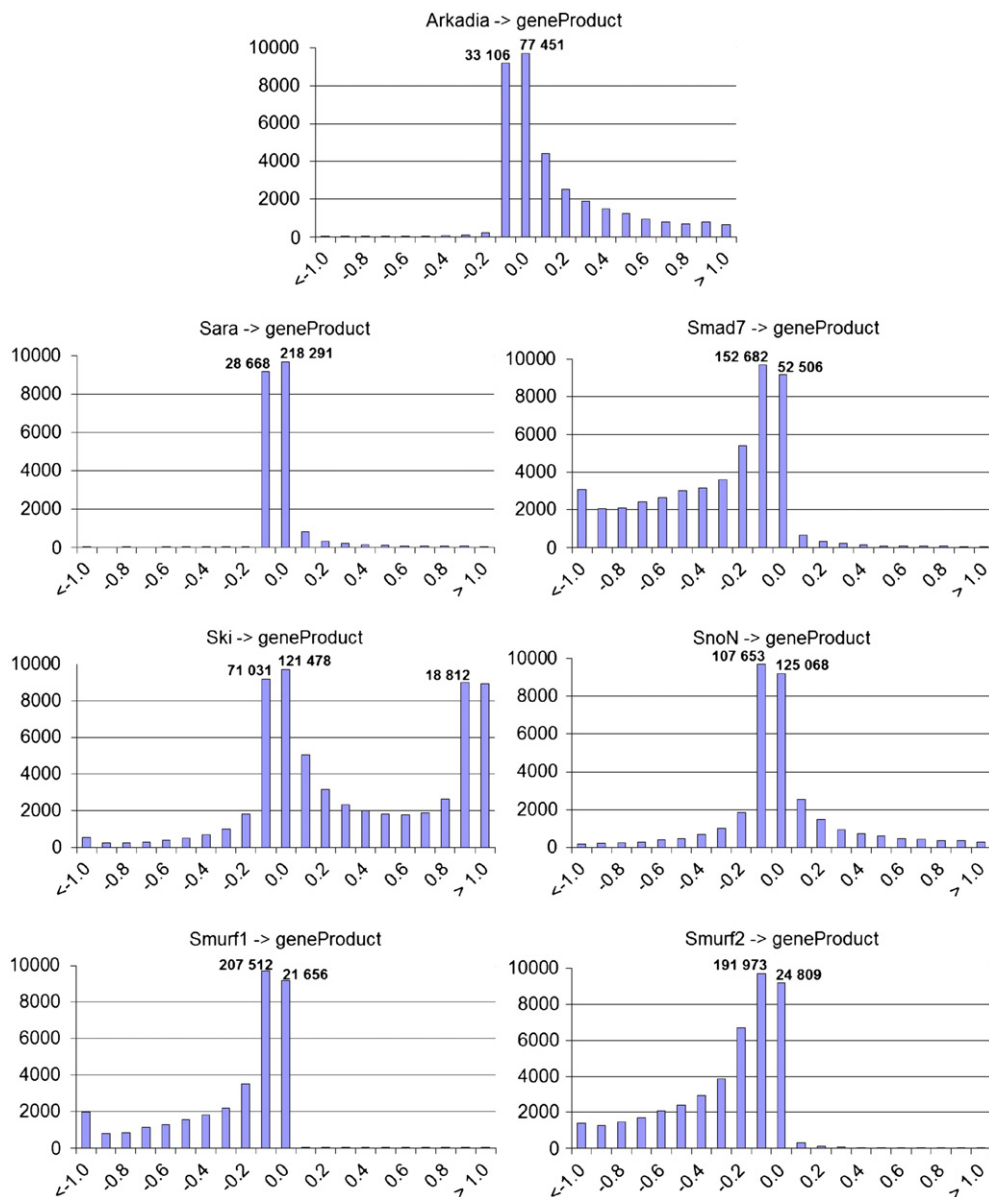 Arkadia -> geneProduct
33 106 77 451
10000
8000
6000
4000
2000
0
<-1.0 -0.8 -0.6 -0.4 -0.2 0.0 0.2 0.4 0.6 0.8 > 1.0
Sara -> geneProduct
28 668 218 291
10000
8000
6000
4000
2000
0
<-1.0 -0.8 -0.6 -0.4 -0.2 0.0 0.2 0.4 0.6 0.8 > 1.0
Smad7 -> geneProduct
152 682 52 506
10000
8000
6000
4000
2000
0
<-1.0 -0.8 -0.6 -0.4 -0.2 0.0 0.2 0.4 0.6 0.8 > 1.0
Ski -> geneProduct
71 031 121 478 18 812
10000
8000
6000
4000
2000
0
<-1.0 -0.8 -0.6 -0.4 -0.2 0.0 0.2 0.4 0.6 0.8 > 1.0
SnoN -> geneProduct
107 653 125 068
10000
8000
6000
4000
2000
0
<-1.0 -0.8 -0.6 -0.4 -0.2 0.0 0.2 0.4 0.6 0.8 > 1.0
Smurf1 -> geneProduct
207 512 21 656
10000
8000
6000
4000
2000
0
<-1.0 -0.8 -0.6 -0.4 -0.2 0.0 0.2 0.4 0.6 0.8 > 1.0
Smurf2 -> geneProduct
191 973 24 809
10000
8000
6000
4000
2000
0
<-1.0 -0.8 -0.6 -0.4 -0.2 0.0 0.2 0.4 0.6 0.8 > 1.0